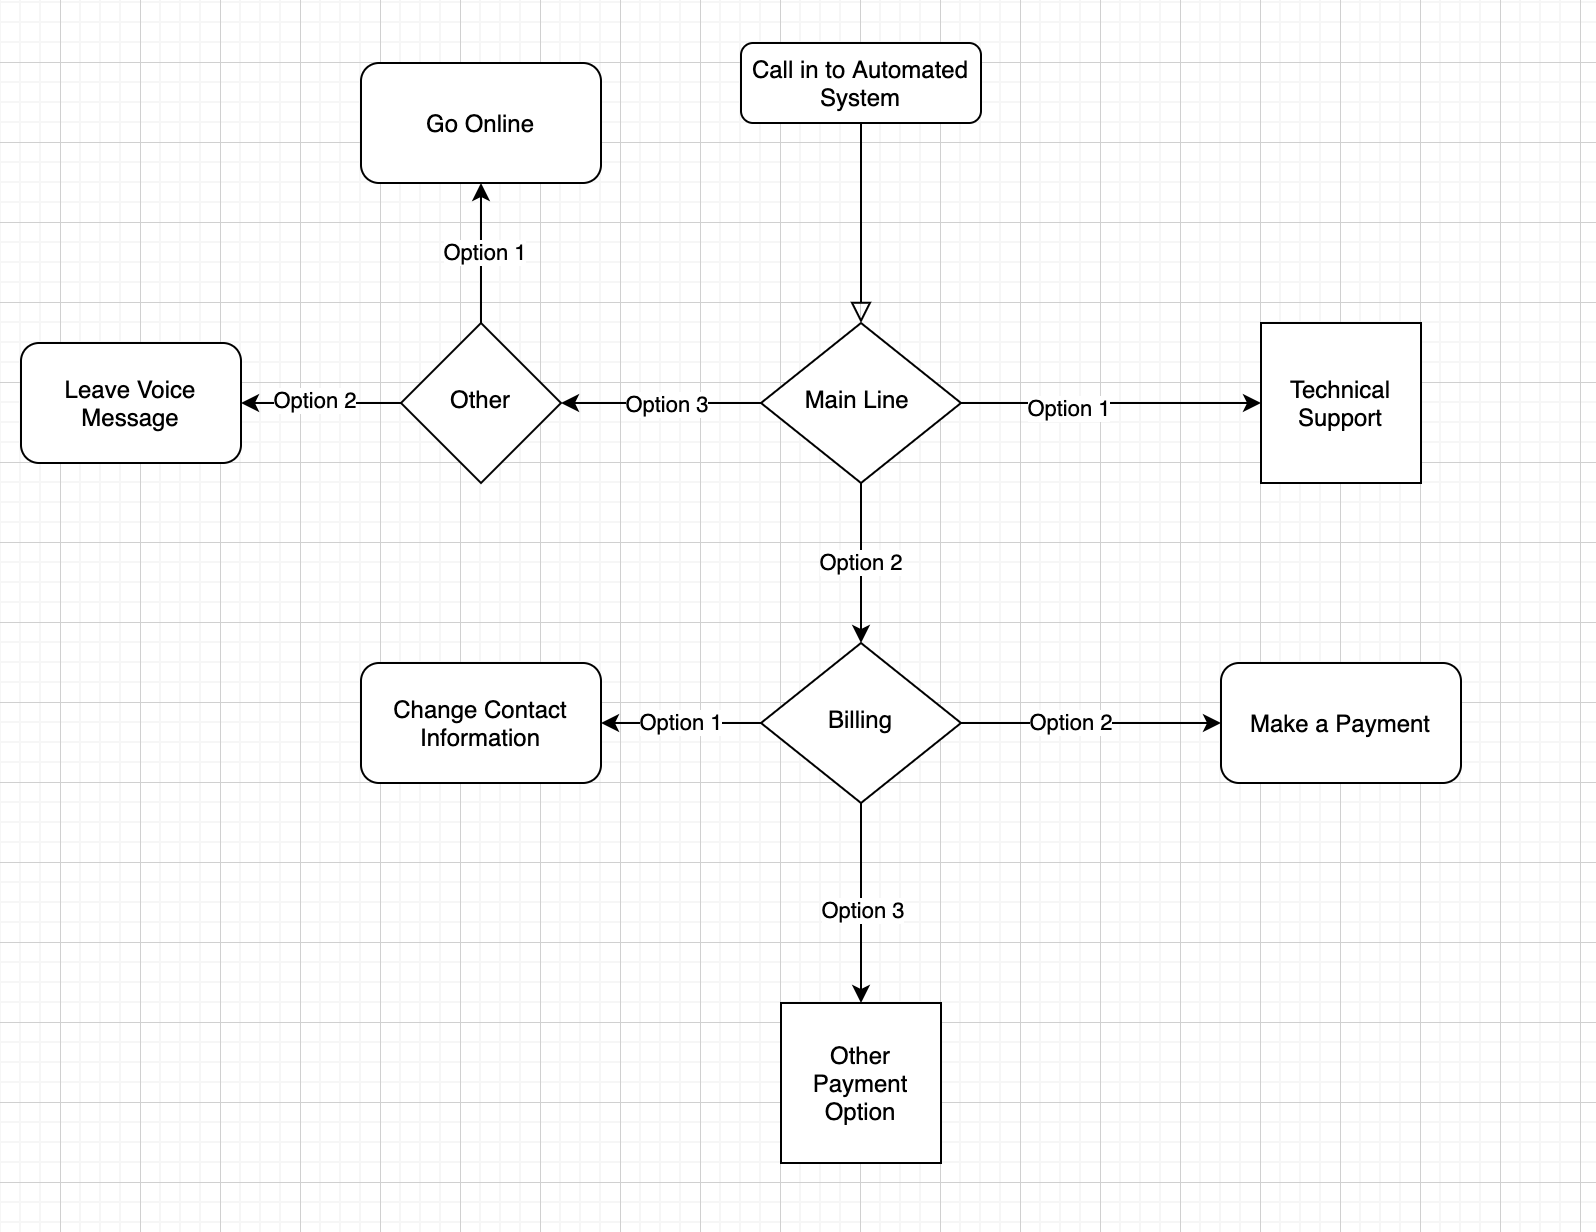 Call in to Automated
System
Go Online
Option 1
Leave Voice
Message
Option 2
Other
Option 3
Main Line
Option 1
Technical
Support
Option 2
Change Contact
Information
Option 1
Billing
Option 2
Make a Payment
Option 3
Other
Payment
Option